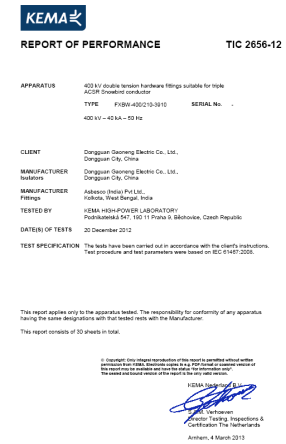 KEMA
REPORT OF PERFORMANCE TIC 2656-12
APPARATUS 400 kV double tension hardware fittings suitable for triple
ACSR Snowbird conductor
TYPE FXBW-400/210-3910 SERIAL No. -
400 kV – 40 kA – 50 Hz
CLIENT Dongguan Gaoneng Electric Co., Ltd.,
Dongguan City, China
MANUFACTURER Dongguan Gaoneng Electric Co., Ltd.,
Isulators Dongguan City, China
MANUFACTURER Asbesco (India) Pvt Ltd.,
Fittings Kolkota, West Bengal, India
TESTED BY KEMA HIGH-POWER LABORATORY
Podnikatelská 547, 190 11 Praha 9, Běchovice, Czech Republic
DATE(S) OF TESTS 20 December 2012
TEST SPECIFICATION The tests have been carried out in accordance with the client's instructions.
Test procedure and test parameters were based on IEC 61467:2008.
This report applies only to the apparatus tested. The responsibility for conformity of any apparatus
having the same designations with that tested rests with the Manufacturer.
This report consists of 30 sheets in total.
© Copyright: Only integral reproduction of this report is permitted without written
permission from KEMA. Electronic copies in e.g. PDF-format or scanned version of
this report may be available and have the status "for information only".
The sealed and bound version of the report is the only valid version.
KEMA Nederland B.V.
Verhoeven
Director Testing, Inspections &
Certification The Netherlands
Arnhem, 4 March 2013